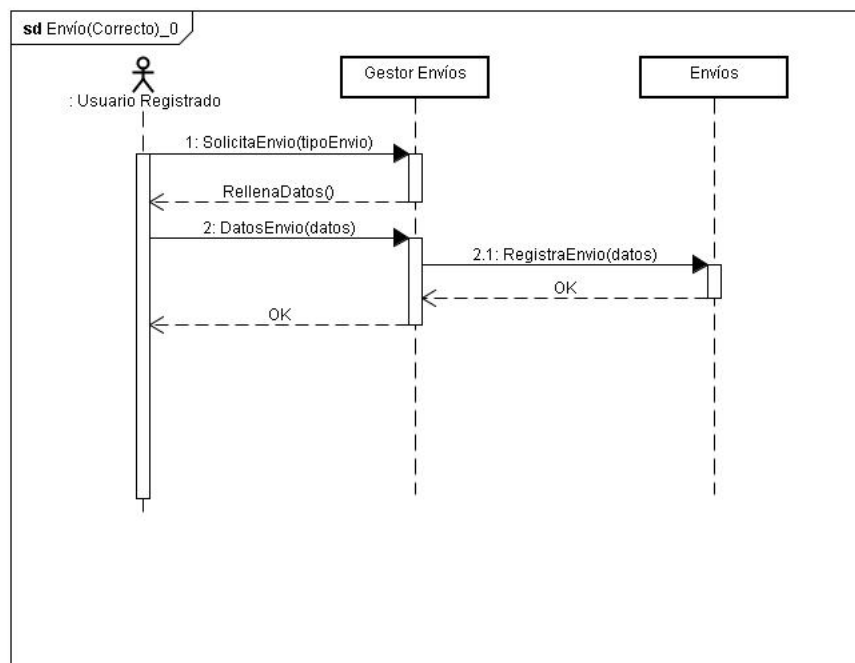 sd Envío(Correcto)_0
: Usuario Registrado
Gestor Envíos
Envíos
1: SolicitaEnvio(tipoEnvio)
RellenaDatos()
2: DatosEnvio(datos)
2.1: RegistraEnvio(datos)
OK
OK